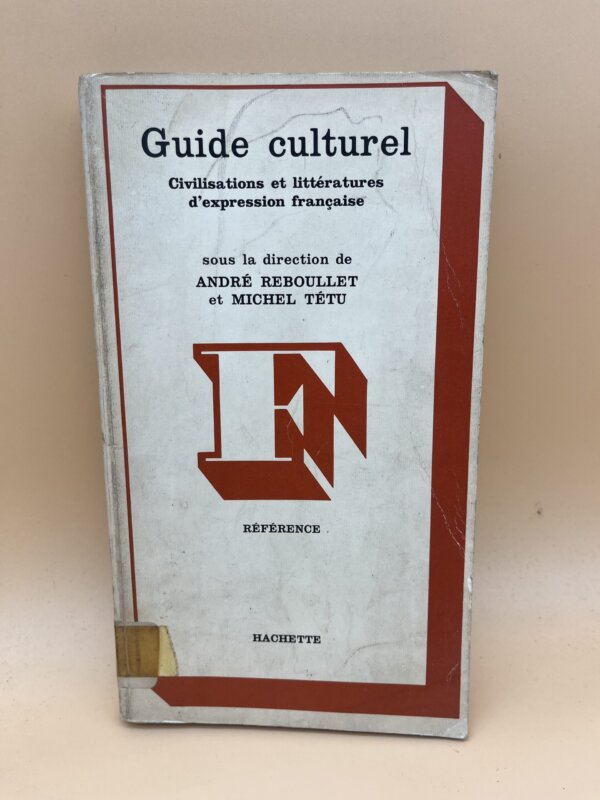 Guide culturel
Civilisations et littératures
d'expression française
sous la direction de
ANDRÉ REBOULLET
et MICHEL TÉTU
F
RÉFÉRENCE
HACHETTE